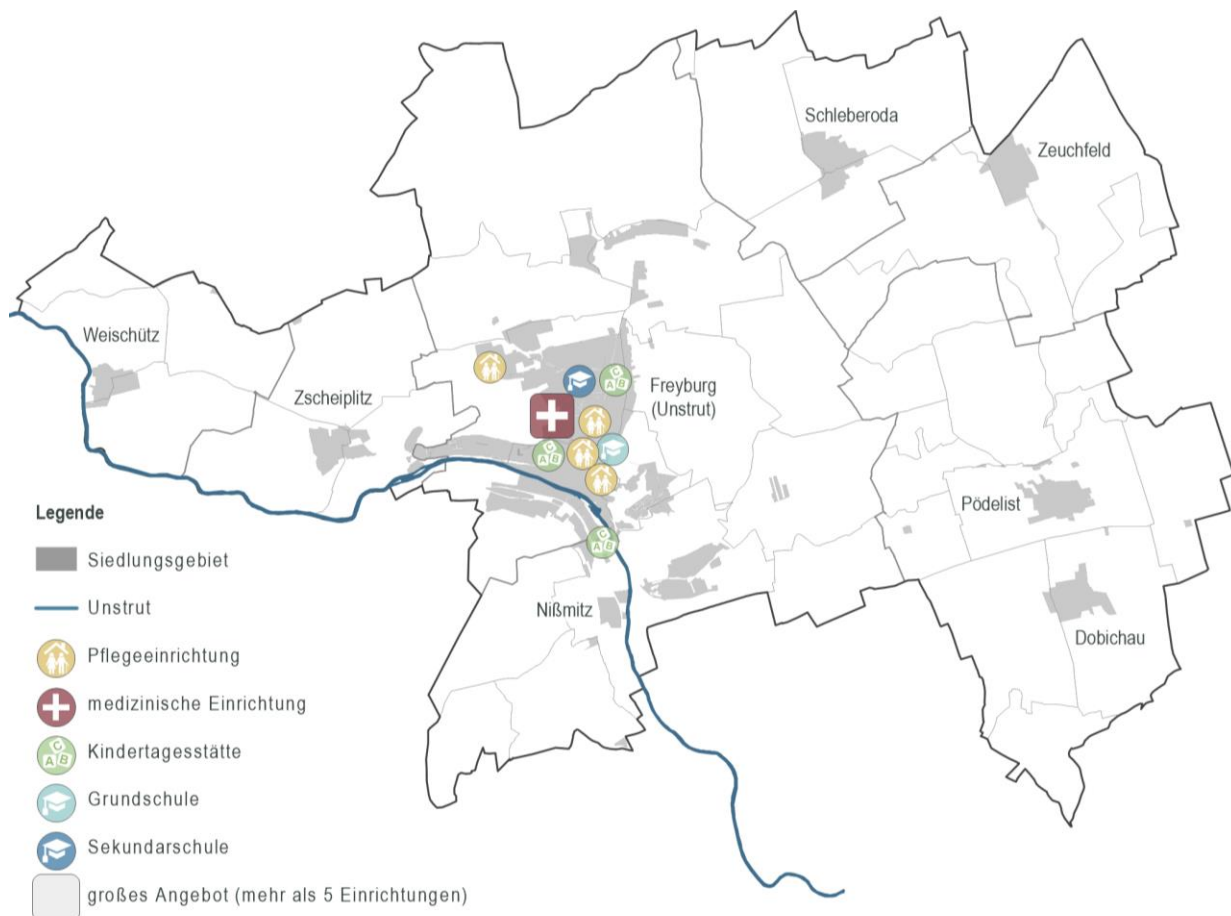 Schleberoda
Zeuchfeld
Weischütz
Zscheiplitz
Freyburg
(Unstrut)
Pödelist
Nißmitz
Dobichau
Legende
Siedlungsgebiet
Unstrut
Pflegeeinrichtung
medizinische Einrichtung
Kindertagesstätte
Grundschule
Sekundarschule
großes Angebot (mehr als 5 Einrichtungen)